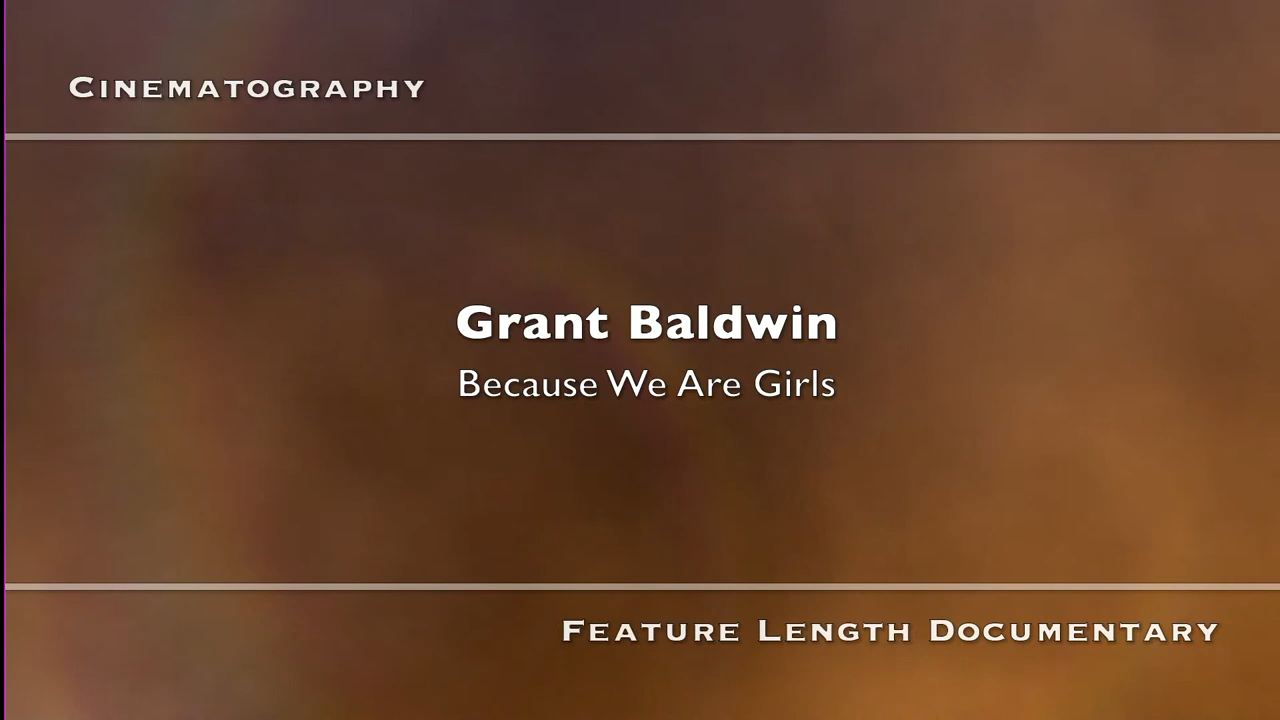 Cinematography
Grant Baldwin
Because We Are Girls
Feature Length Documentary